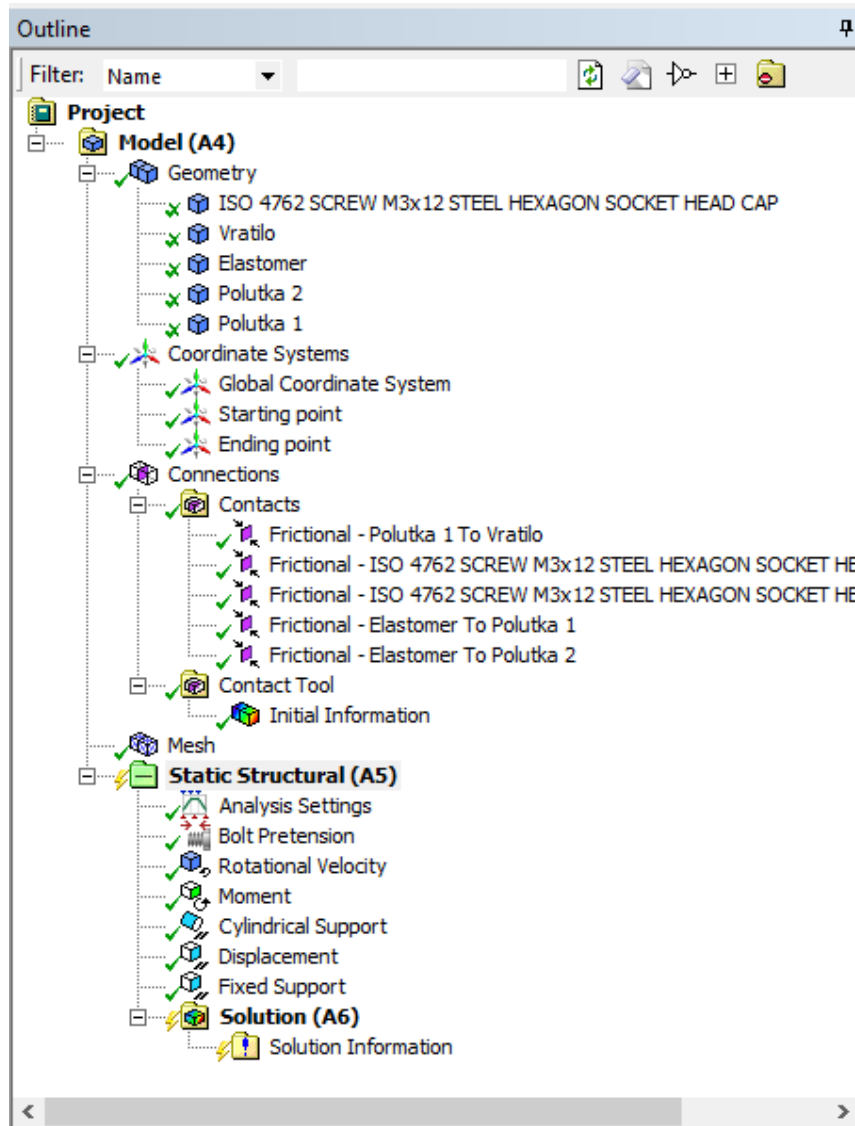 Outline
Filter: Name
Project
Model (A4)
Geometry
ISO 4762 SCREW M3x12 STEEL HEXAGON SOCKET HEAD CAP
Vratilo
Elastomer
Polutka 2
Polutka 1
Coordinate Systems
Global Coordinate System
Starting point
Ending point
Connections
Contacts
Frictional - Polutka 1 To Vratilo
Frictional - ISO 4762 SCREW M3x12 STEEL HEXAGON SOCKET HE
Frictional - ISO 4762 SCREW M3x12 STEEL HEXAGON SOCKET HE
Frictional - Elastomer To Polutka 1
Frictional - Elastomer To Polutka 2
Contact Tool
Initial Information
Mesh
Static Structural (A5)
Analysis Settings
Bolt Pretension
Rotational Velocity
Moment
Cylindrical Support
Displacement
Fixed Support
Solution (A6)
Solution Information